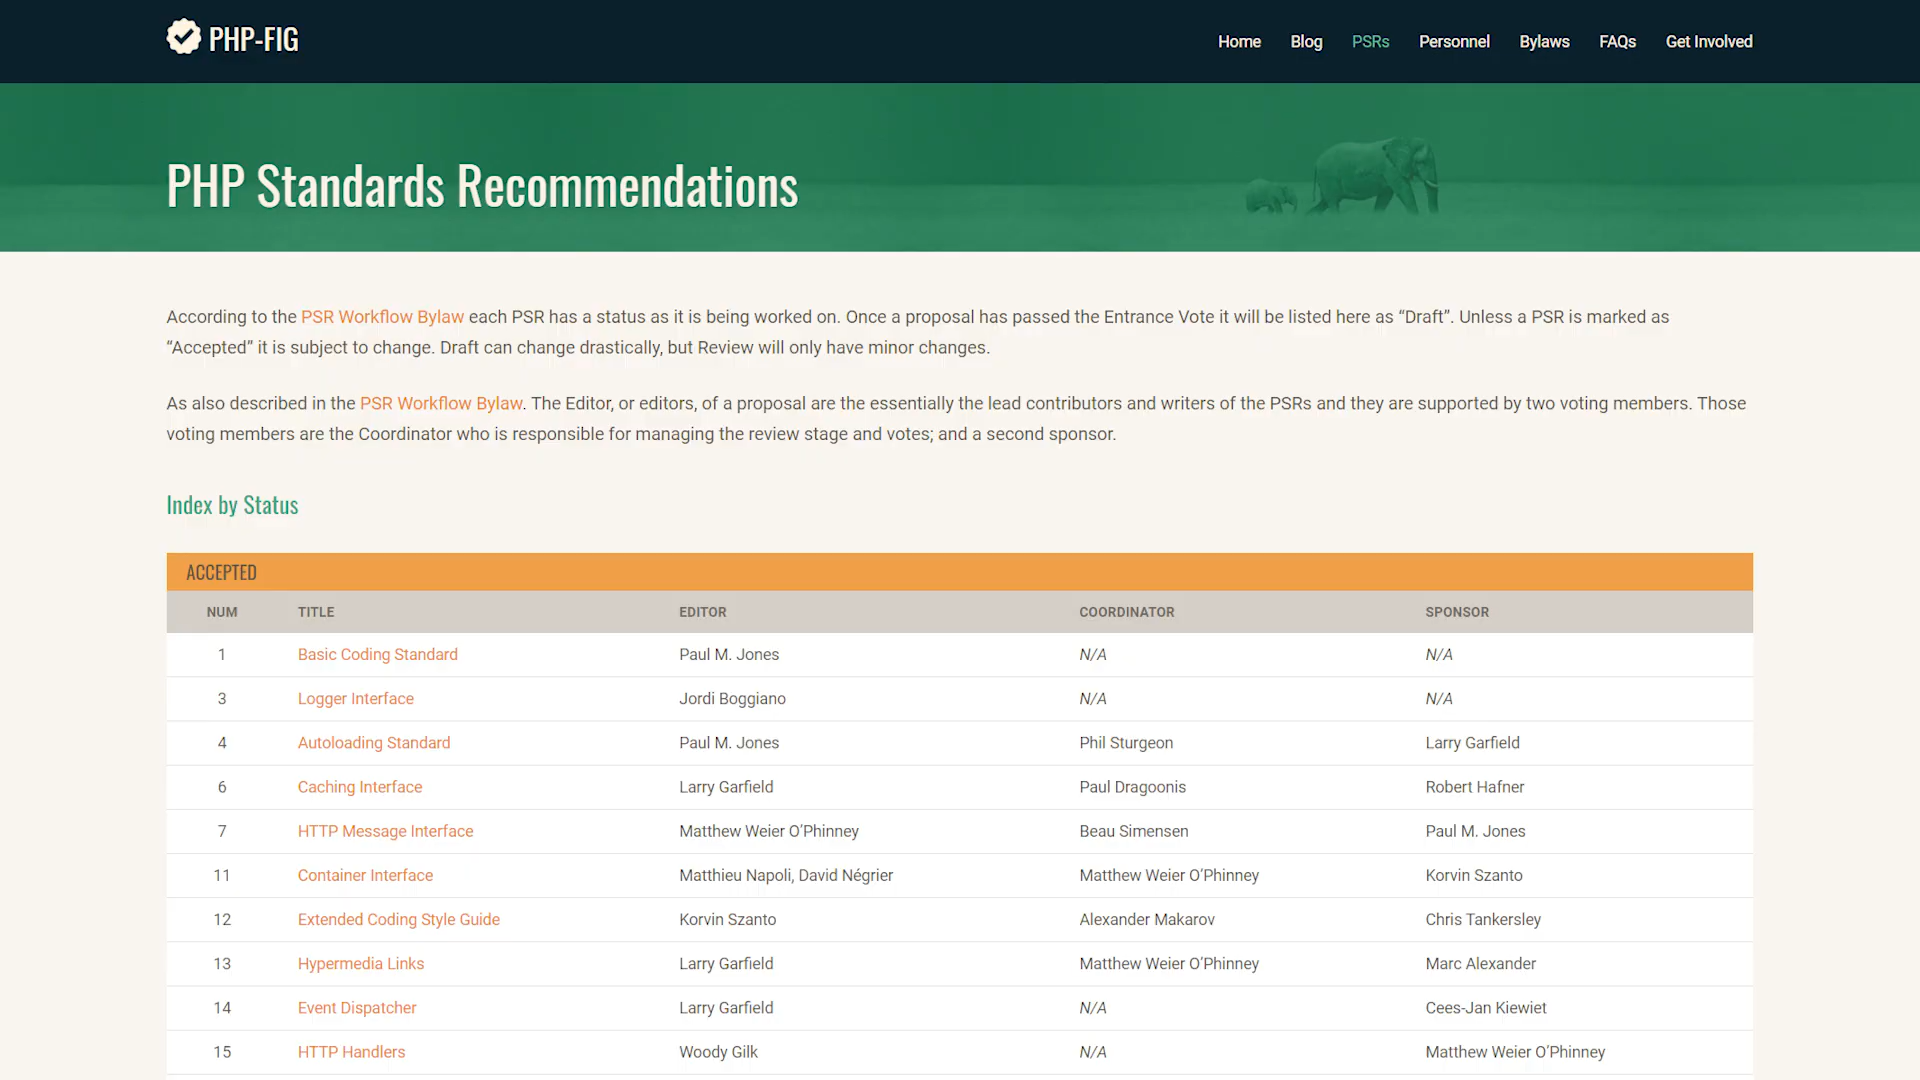 PHP-FIG
Home Blog PSRs Personnel Bylaws FAQs Get Involved
PHP Standards Recommendations
According to the PSR Workflow Bylaw each PSR has a status as it is being worked on. Once a proposal has passed the Entrance Vote it will be listed here as “Draft”. Unless a PSR is marked as
“Accepted” it is subject to change. Draft can change drastically, but Review will only have minor changes.
As also described in the PSR Workflow Bylaw. The Editor, or editors, of a proposal are the essentially the lead contributors and writers of the PSRs and they are supported by two voting members. Those
voting members are the Coordinator who is responsible for managing the review stage and votes; and a second sponsor.
Index by Status
ACCEPTED
NUM TITLE EDITOR COORDINATOR SPONSOR
1 Basic Coding Standard Paul M. Jones N/A N/A
3 Logger Interface Jordi Boggiano N/A N/A
4 Autoloading Standard Paul M. Jones Phil Sturgeon Larry Garfield
6 Caching Interface Larry Garfield Paul Dragoonis Robert Hafner
7 HTTP Message Interface Matthew Weier O’Phinney Beau Simensen Paul M. Jones
11 Container Interface Matthieu Napoli, David Négrier Matthew Weier O’Phinney Korvin Szanto
12 Extended Coding Style Guide Korvin Szanto Alexander Makarov Chris Tankersley
13 Hypermedia Links Larry Garfield Matthew Weier O’Phinney Marc Alexander
14 Event Dispatcher Larry Garfield N/A Cees-Jan Kiewiet
15 HTTP Handlers Woody Gilk N/A Matthew Weier O’Phinney